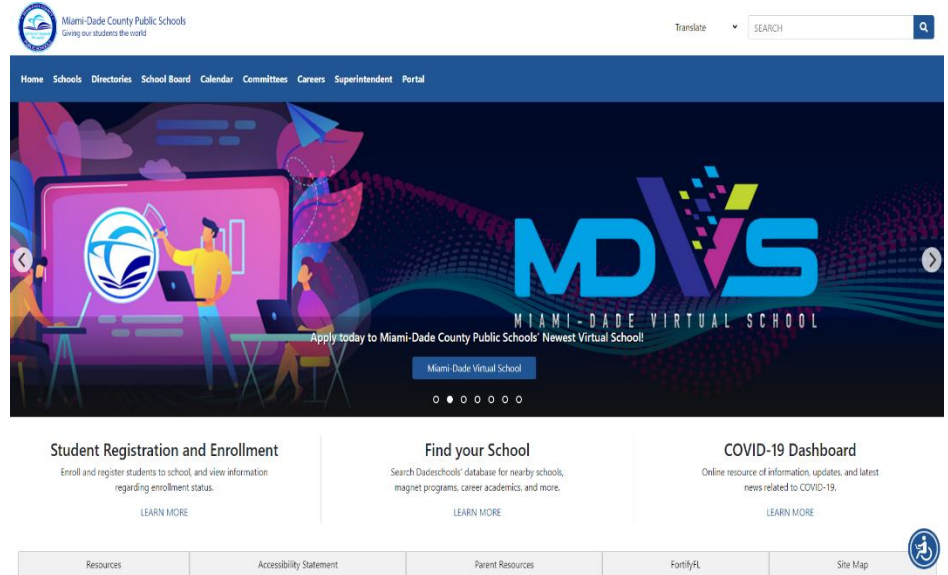 Miami-Dade County Public Schools
Giving our students the world
Translate
SEARCH
Home Schools Directories School Board Calendar Committees Careers Superintendent Portal
MDVS
MIAMI-DADE VIRTUAL SCHOOL
Apply today to Miami-Dade County Public Schools' Newest Virtual School!
Miami-Dade Virtual School
Student Registration and Enrollment
Enroll and register students to school, and view information
regarding enrollment status.
LEARN MORE
Find your School
Search Dadeschools' database for nearby schools,
magnet programs, career academics, and more.
LEARN MORE
COVID-19 Dashboard
Online resource of information, updates, and latest
news related to COVID-19.
LEARN MORE
Resources Accessibility Statement Parent Resources FortifyFL Site Map